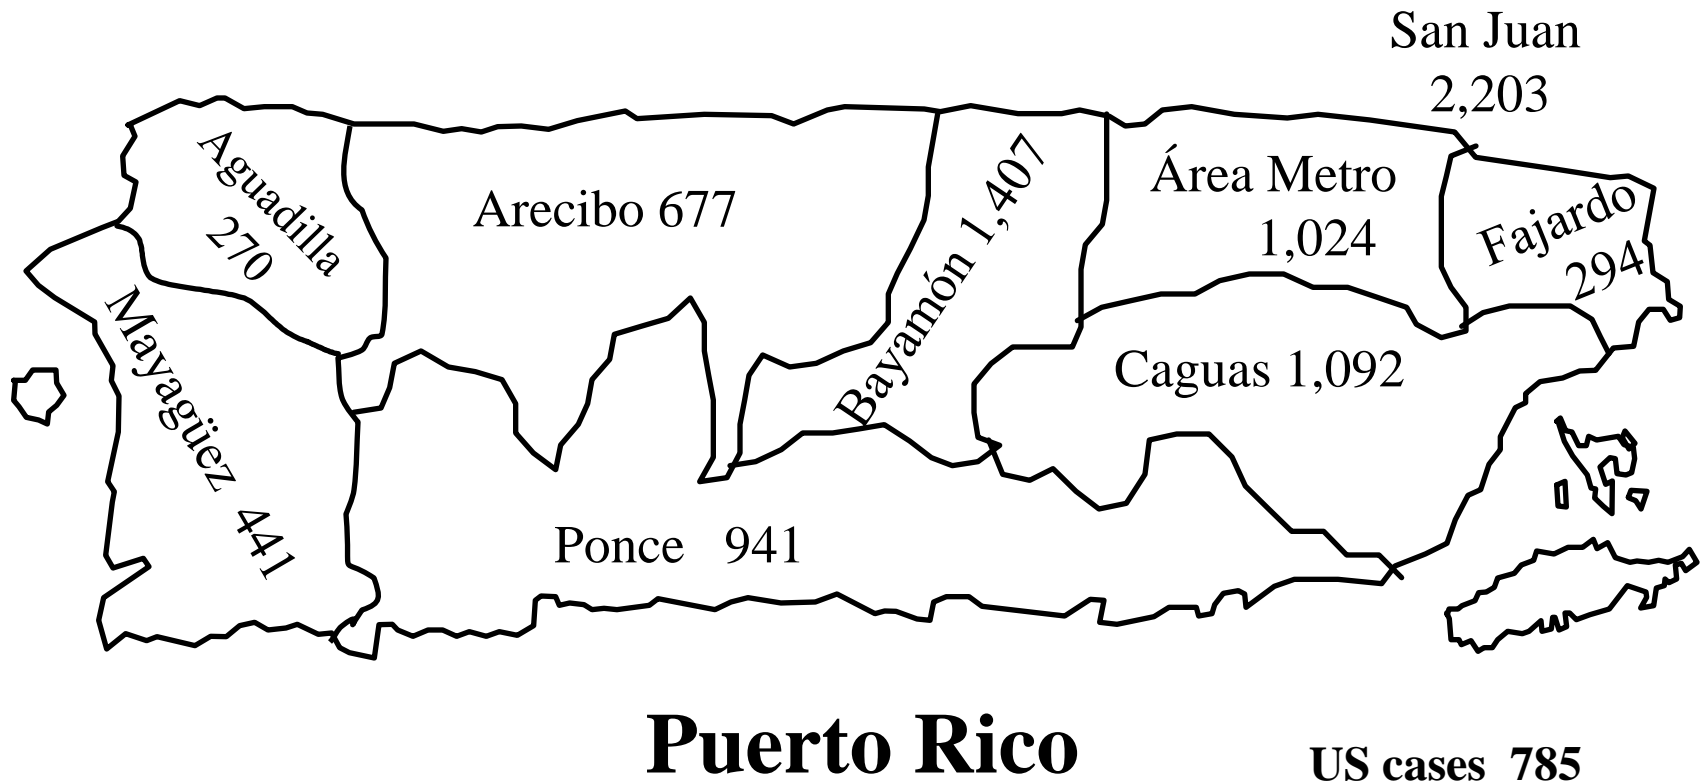 San Juan
2,203
Aguadilla
270
Arecibo 677
Bayamón 1,407
Área Metro
1,024
Fajardo
294
Mayagüez 441
Caguas 1,092
Ponce 941
Puerto Rico
US cases 785